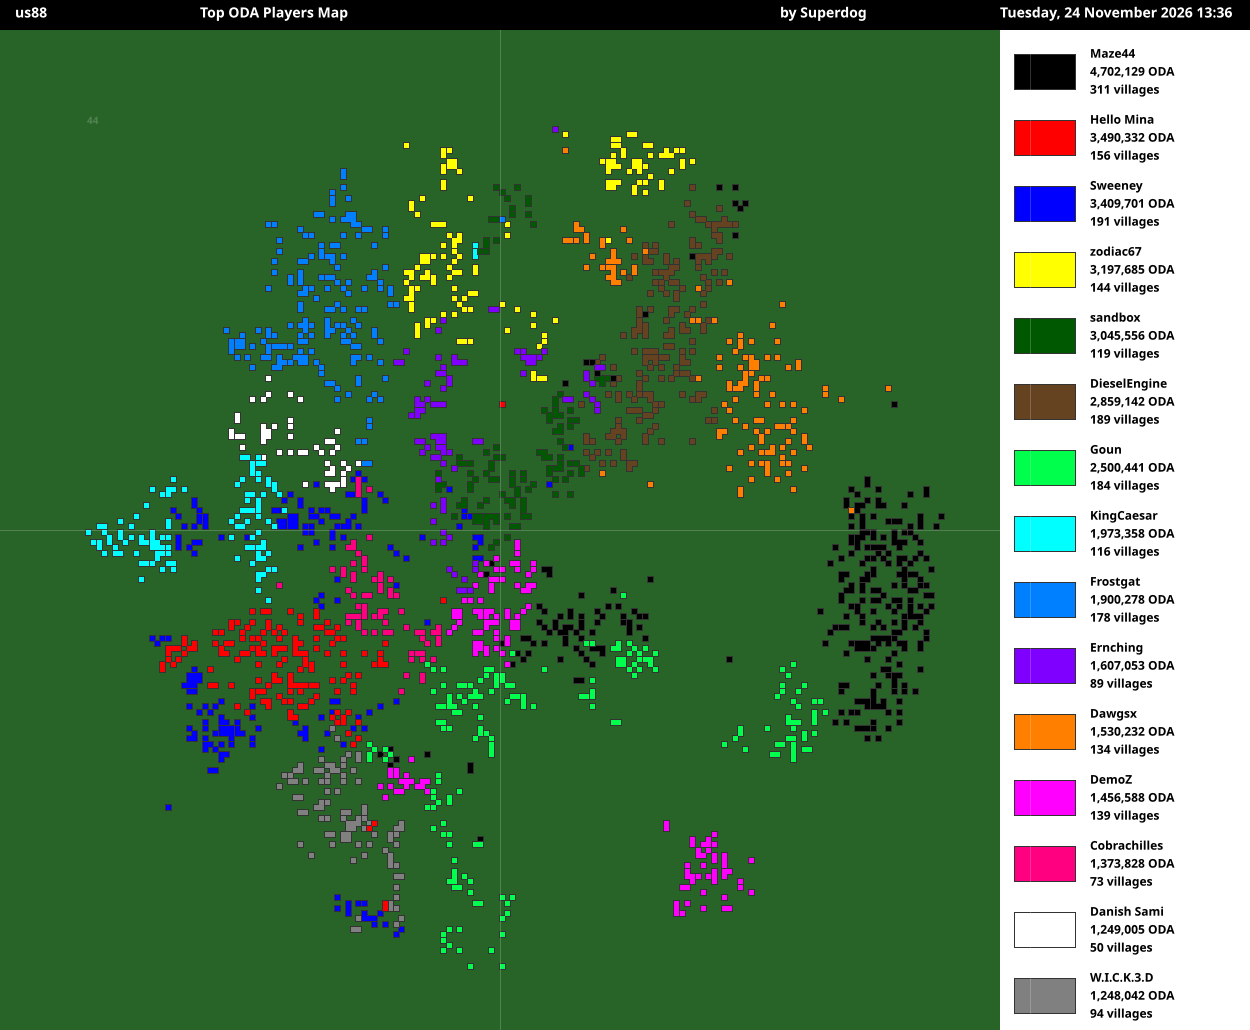 us88 Top ODA Players Map by Superdog Tuesday, 24 November 2026 13:36
44
Maze44
4,702,129 ODA
311 villages
Hello Mina
3,490,332 ODA
156 villages
Sweeney
3,409,701 ODA
191 villages
zodiac67
3,197,685 ODA
144 villages
sandbox
3,045,556 ODA
119 villages
DieselEngine
2,859,142 ODA
189 villages
Goun
2,500,441 ODA
184 villages
KingCaesar
1,973,358 ODA
116 villages
Frostgat
1,900,278 ODA
178 villages
Ernching
1,607,053 ODA
89 villages
Dawgsx
1,530,232 ODA
134 villages
DemoZ
1,456,588 ODA
139 villages
Cobrachilles
1,373,828 ODA
73 villages
Danish Sami
1,249,005 ODA
50 villages
W.I.C.K.3.D
1,248,042 ODA
94 villages